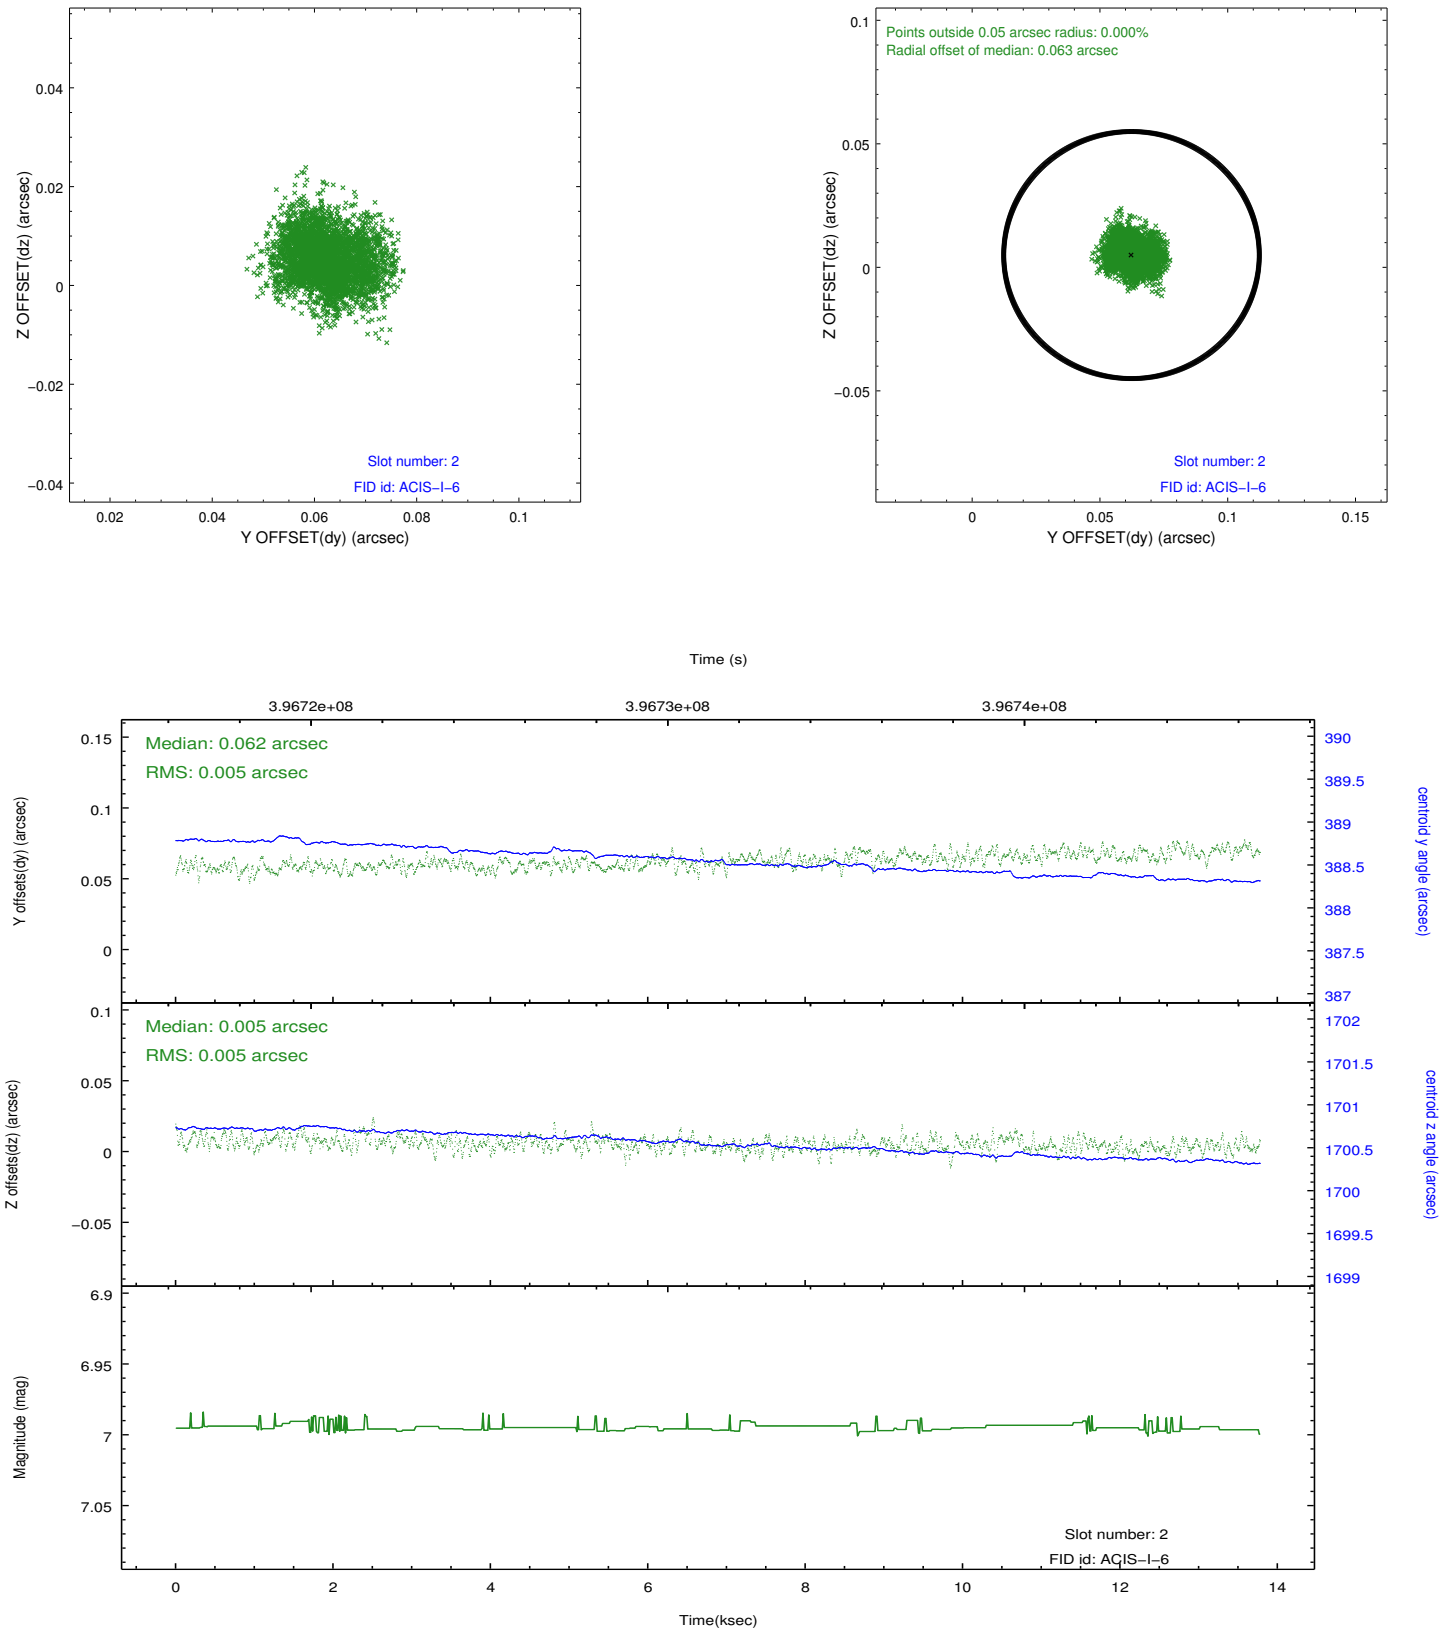 0.04
0.02
0
−0.02
−0.04
Z OFFSET(dz) (arcsec)
Slot number: 2
FID id: ACIS−I−6
0.02
0.04
0.06
0.08
0.1
Y OFFSET(dy) (arcsec)
Points outside 0.05 arcsec radius: 0.000%
Radial offset of median: 0.063 arcsec
0.1
0.05
0
−0.05
Z OFFSET(dz) (arcsec)
Slot number: 2
FID id: ACIS−I−6
0
0.05
0.1
0.15
Y OFFSET(dy) (arcsec)
Time (s)
3.9672e+08
3.9673e+08
3.9674e+08
Median: 0.062 arcsec
RMS: 0.005 arcsec
0.15
0.1
0.05
0
Y offsets(dy) (arcsec)
390
389.5
389
388.5
388
387.5
387
centroid y angle (arcsec)
Median: 0.005 arcsec
RMS: 0.005 arcsec
0.1
0.05
0
−0.05
Z offsets(dz) (arcsec)
1702
1701.5
1701
1700.5
1700
1699.5
1699
centroid z angle (arcsec)
6.9
6.95
7
7.05
Magnitude (mag)
Slot number: 2
FID id: ACIS−I−6
0
2
4
6
8
10
12
14
Time(ksec)